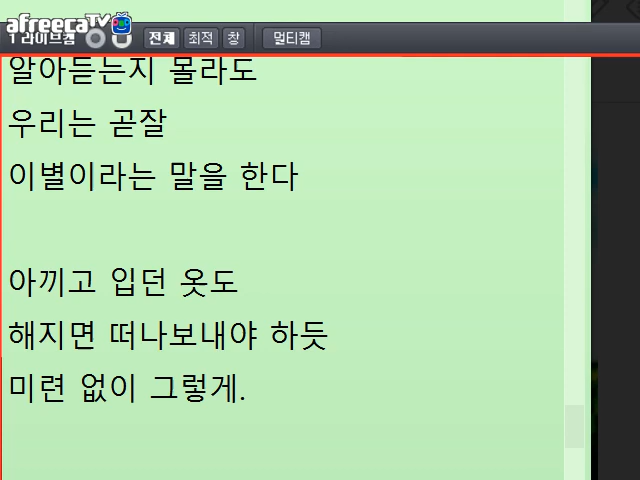 afreecaTV
1 라이브캠 전체 최적 창 멀티캠
알아듣는지 몰라도
우리는 곧잘
이별이라는 말을 한다
아끼고 입던 옷도
해지면 떠나보내야 하듯
미련 없이 그렇게.